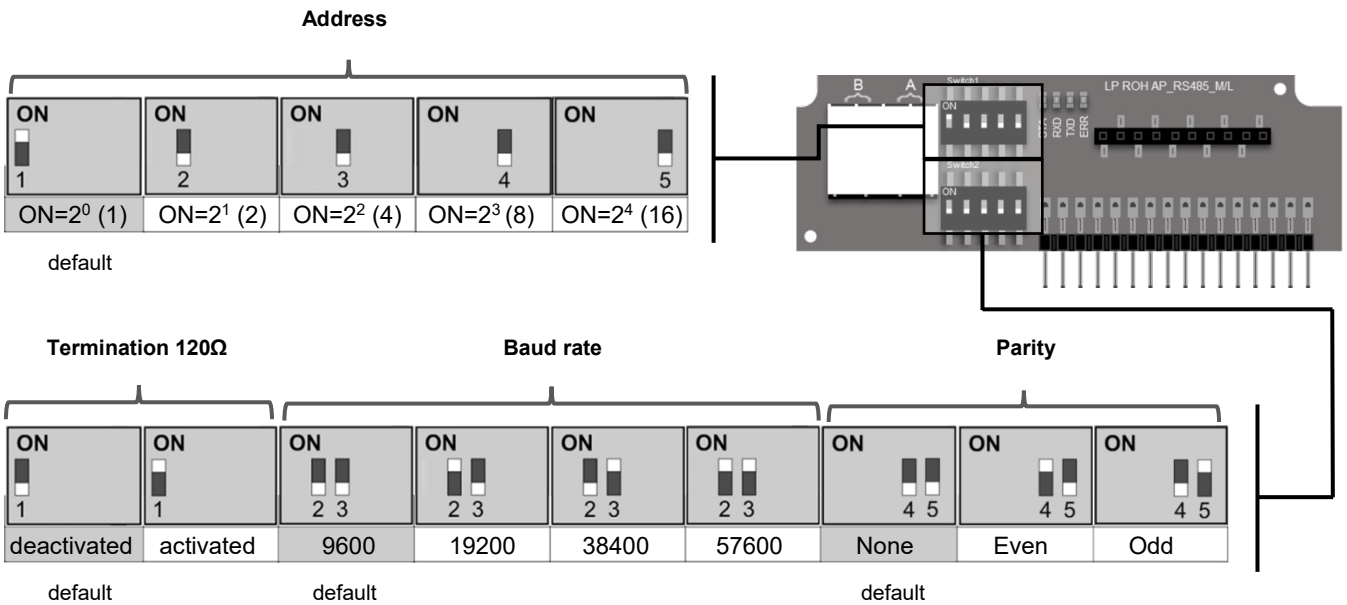 Address
ON ON ON ON ON
1 2 3 4 5
ON=2⁰ (1) ON=2¹ (2) ON=2² (4) ON=2³ (8) ON=2⁴ (16)
default
B A
Switch1
LP ROH AP_RS485_M/L
ON
STA RXD TXD ERR
Switch2
ON
Termination 120Ω Baud rate Parity
ON ON ON ON ON ON ON ON ON
1 1 2 3 2 3 2 3 2 3 4 5 4 5 4 5
deactivated activated 9600 19200 38400 57600 None Even Odd
default default default